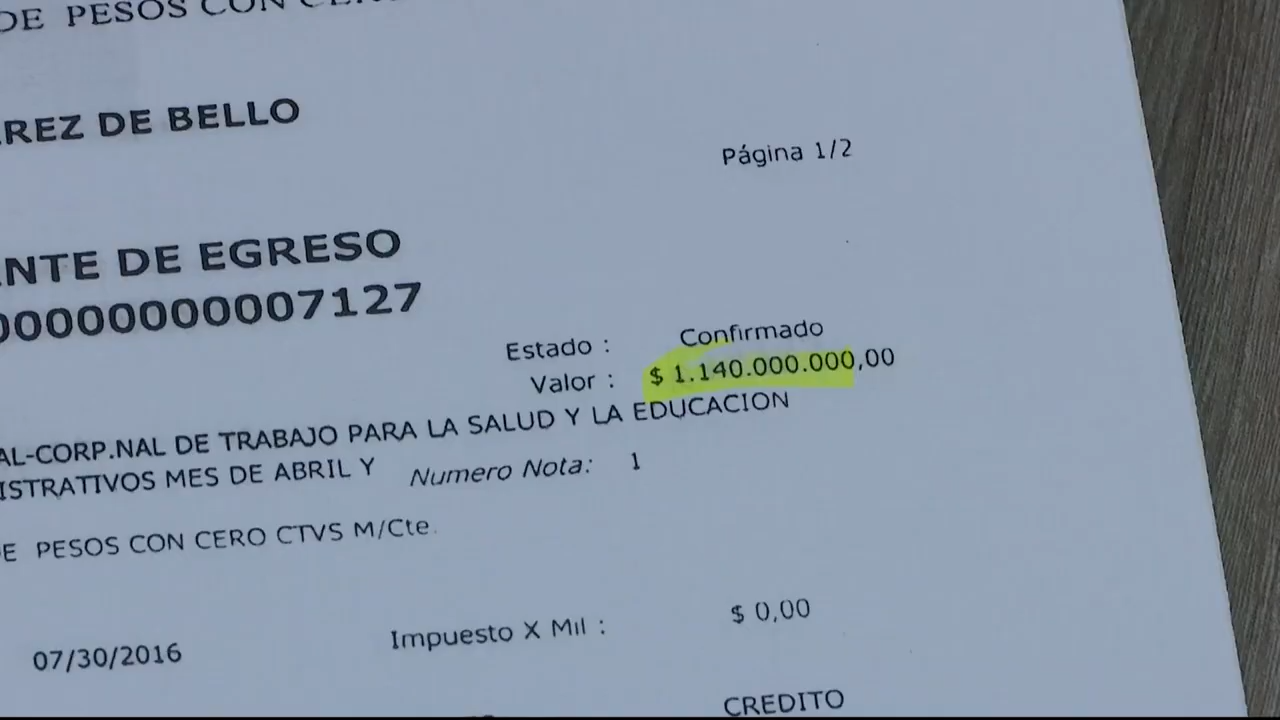 DE PESOS CON
REZ DE BELLO
Página 1/2
NTE DE EGRESO
0000000000007127
Estado : Confirmado
Valor : $ 1.140.000.000,00
AL-CORP.NAL DE TRABAJO PARA LA SALUD Y LA EDUCACION
ISTRATIVOS MES DE ABRIL Y Numero Nota: 1
E PESOS CON CERO CTVS M/Cte.
07/30/2016 Impuesto X Mil : $ 0,00
CREDITO